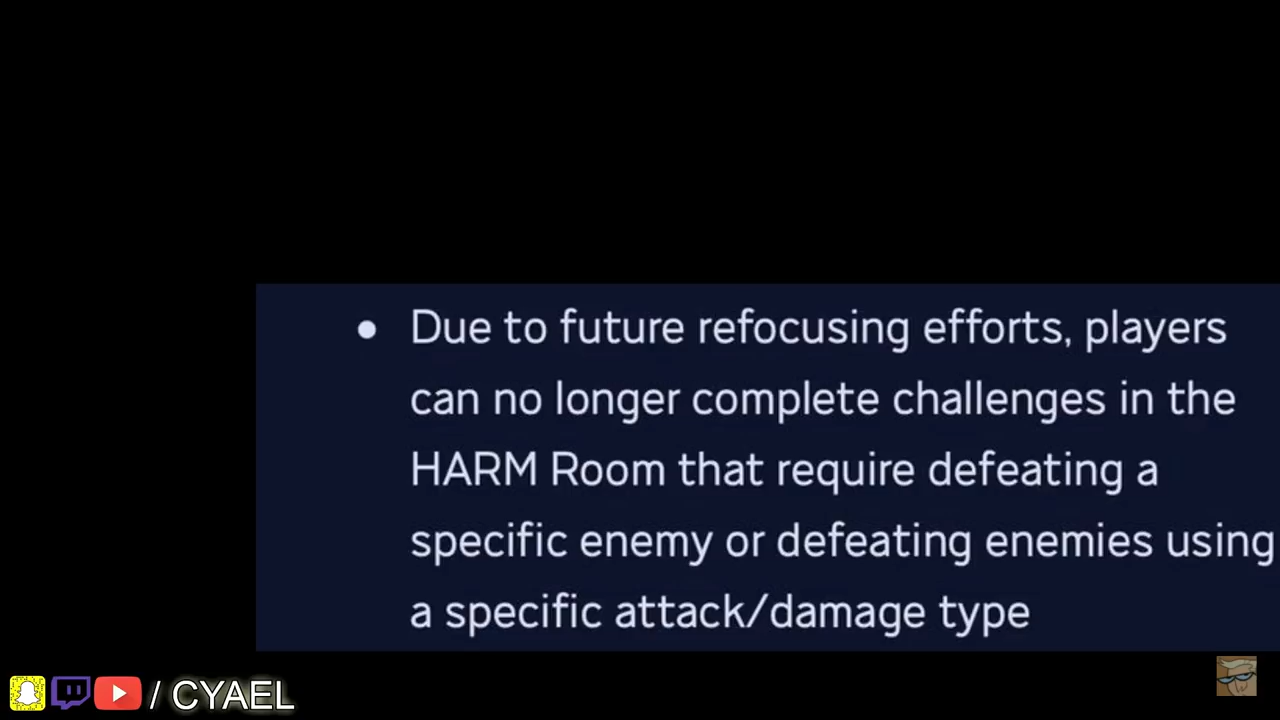 • Due to future refocusing efforts, players
can no longer complete challenges in the
HARM Room that require defeating a
specific enemy or defeating enemies using
a specific attack/damage type
/ CYAEL